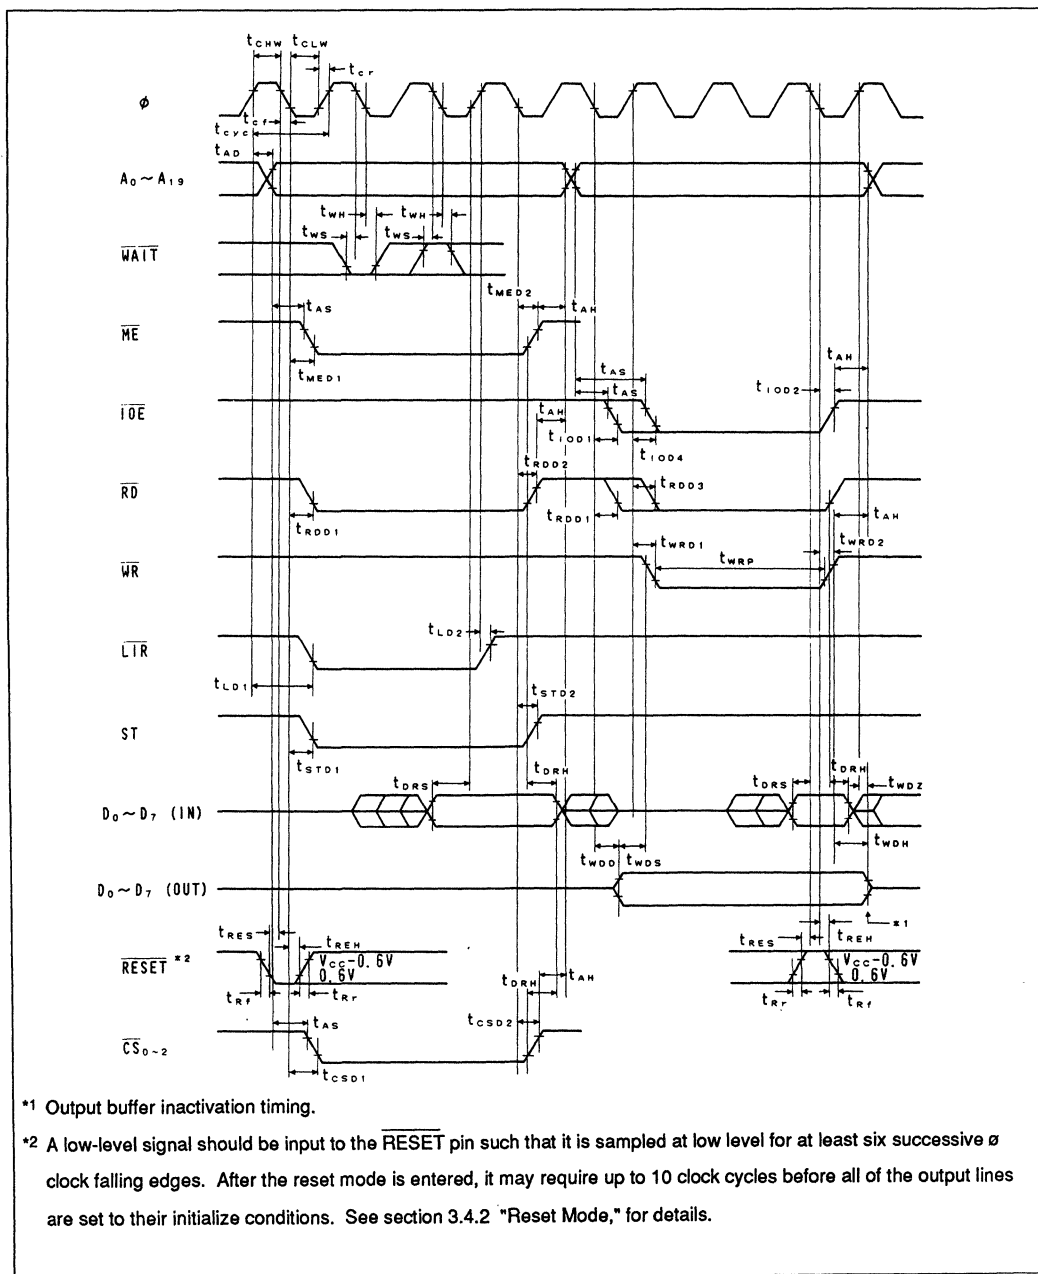 tCHW tCLW
tcr
ø
tcf
tcyc
tAD
A0~A19
tWH tWH
tWS tWS
WAIT
tMED2 tAH
tAS
ME
tAH
tMED1 tAS tIOD2
tAS
IOE
tAH
tIOD1 tIOD4
tRDD2
RD tRDD3
tRDD1 tRDD1 tAH
tWRD1 tWRD2
tWRP
WR
tLD2
LIR
tLD1
tSTD2
ST
tSTD1
tDRS tDRH tDRS tDRH tWDZ
D0~D7 (IN)
tWDD tWDS tWDH
D0~D7 (OUT)
*1
tRES tREH tRES tREH
RESET *2 Vcc-0.6V Vcc-0.6V
0.6V 0.6V
tDRH tAH
tRf tRr tRr tRf
tAS tCSD2
CS0~2
tCSD1
*1 Output buffer inactivation timing.
*2 A low-level signal should be input to the RESET pin such that it is sampled at low level for at least six successive ø
clock falling edges. After the reset mode is entered, it may require up to 10 clock cycles before all of the output lines
are set to their initialize conditions. See section 3.4.2 "Reset Mode," for details.